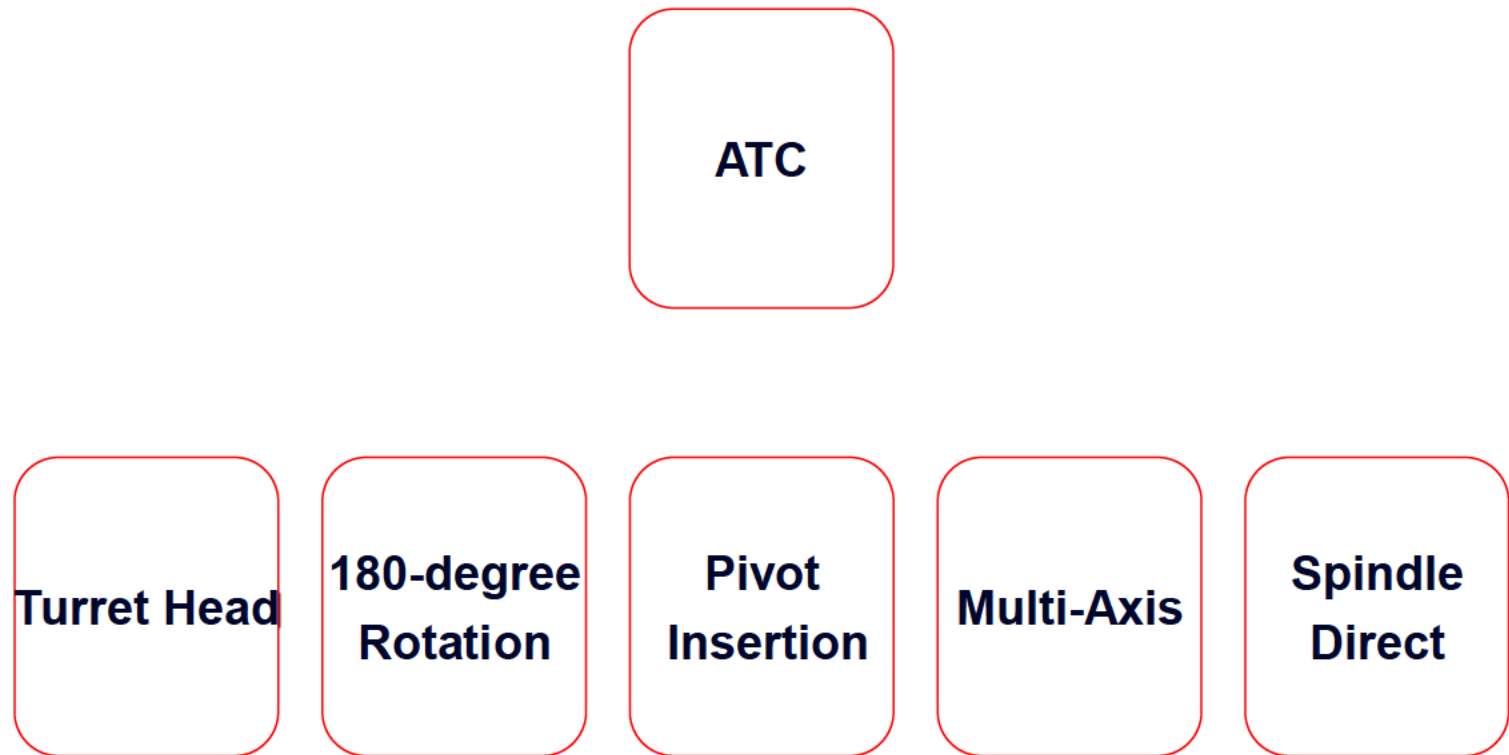 ATC
Turret Head
180-degree
Rotation
Pivot
Insertion
Multi-Axis
Spindle
Direct